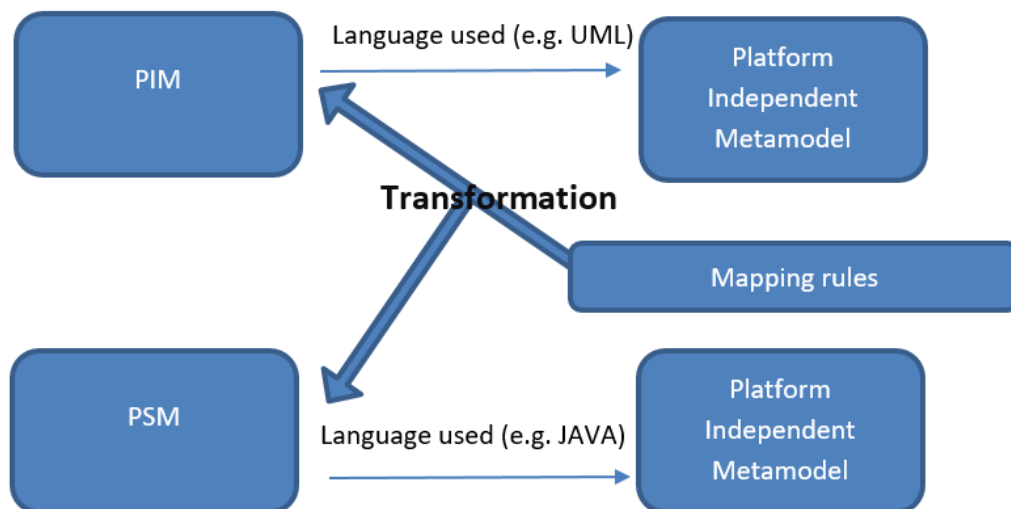 PIM
Language used (e.g. UML)
Platform
Independent
Metamodel
Transformation
Mapping rules
PSM
Language used (e.g. JAVA)
Platform
Independent
Metamodel